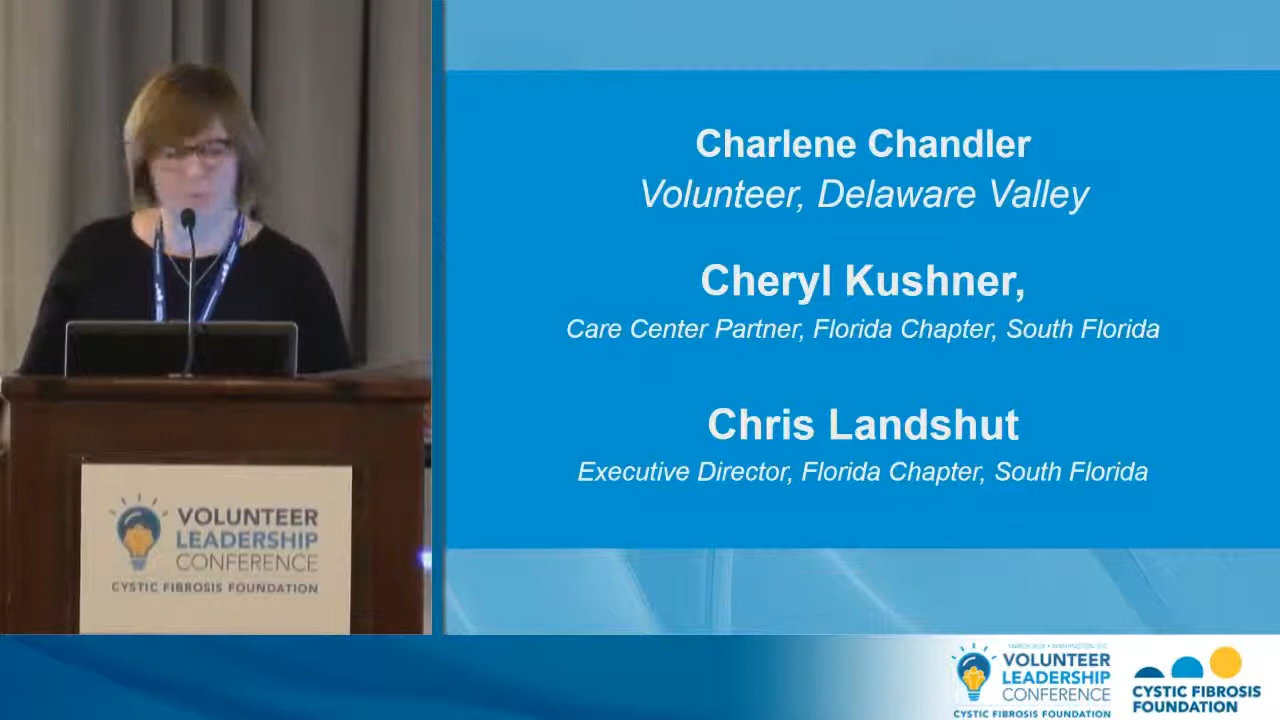 Charlene Chandler
Volunteer, Delaware Valley
Cheryl Kushner,
Care Center Partner, Florida Chapter, South Florida
Chris Landshut
Executive Director, Florida Chapter, South Florida
VOLUNTEER
LEADERSHIP
CONFERENCE
CYSTIC FIBROSIS FOUNDATION
VOLUNTEER
LEADERSHIP
CONFERENCE
CYSTIC FIBROSIS FOUNDATION
CYSTIC FIBROSIS
FOUNDATION